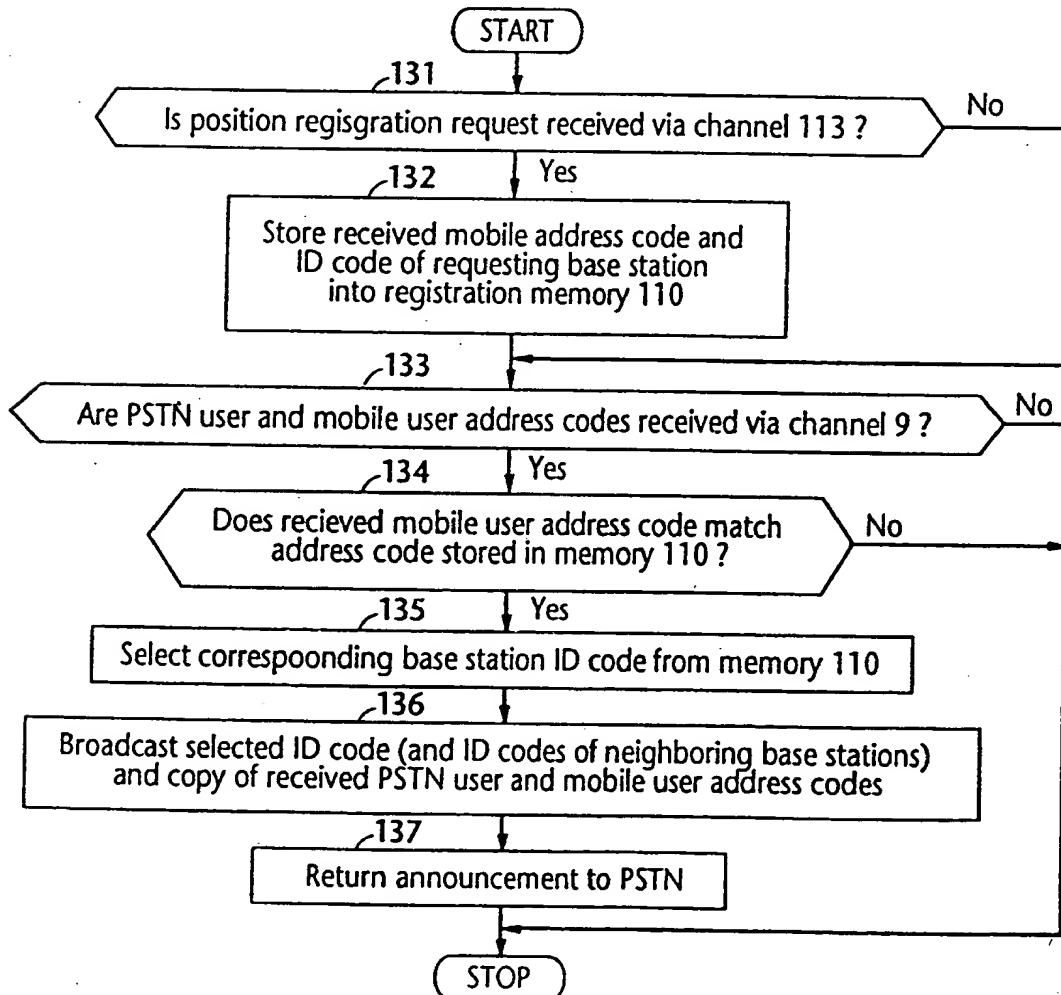 START
131
Is position regisgration request received via channel 113 ?
No
Yes
132
Store received mobile address code and
ID code of requesting base station
into registration memory 110
133
Are PSTN user and mobile user address codes received via channel 9 ?
No
Yes
134
Does recieved mobile user address code match
address code stored in memory 110 ?
No
Yes
135
Select correspoonding base station ID code from memory 110
136
Broadcast selected ID code (and ID codes of neighboring base stations)
and copy of received PSTN user and mobile user address codes
137
Return announcement to PSTN
STOP